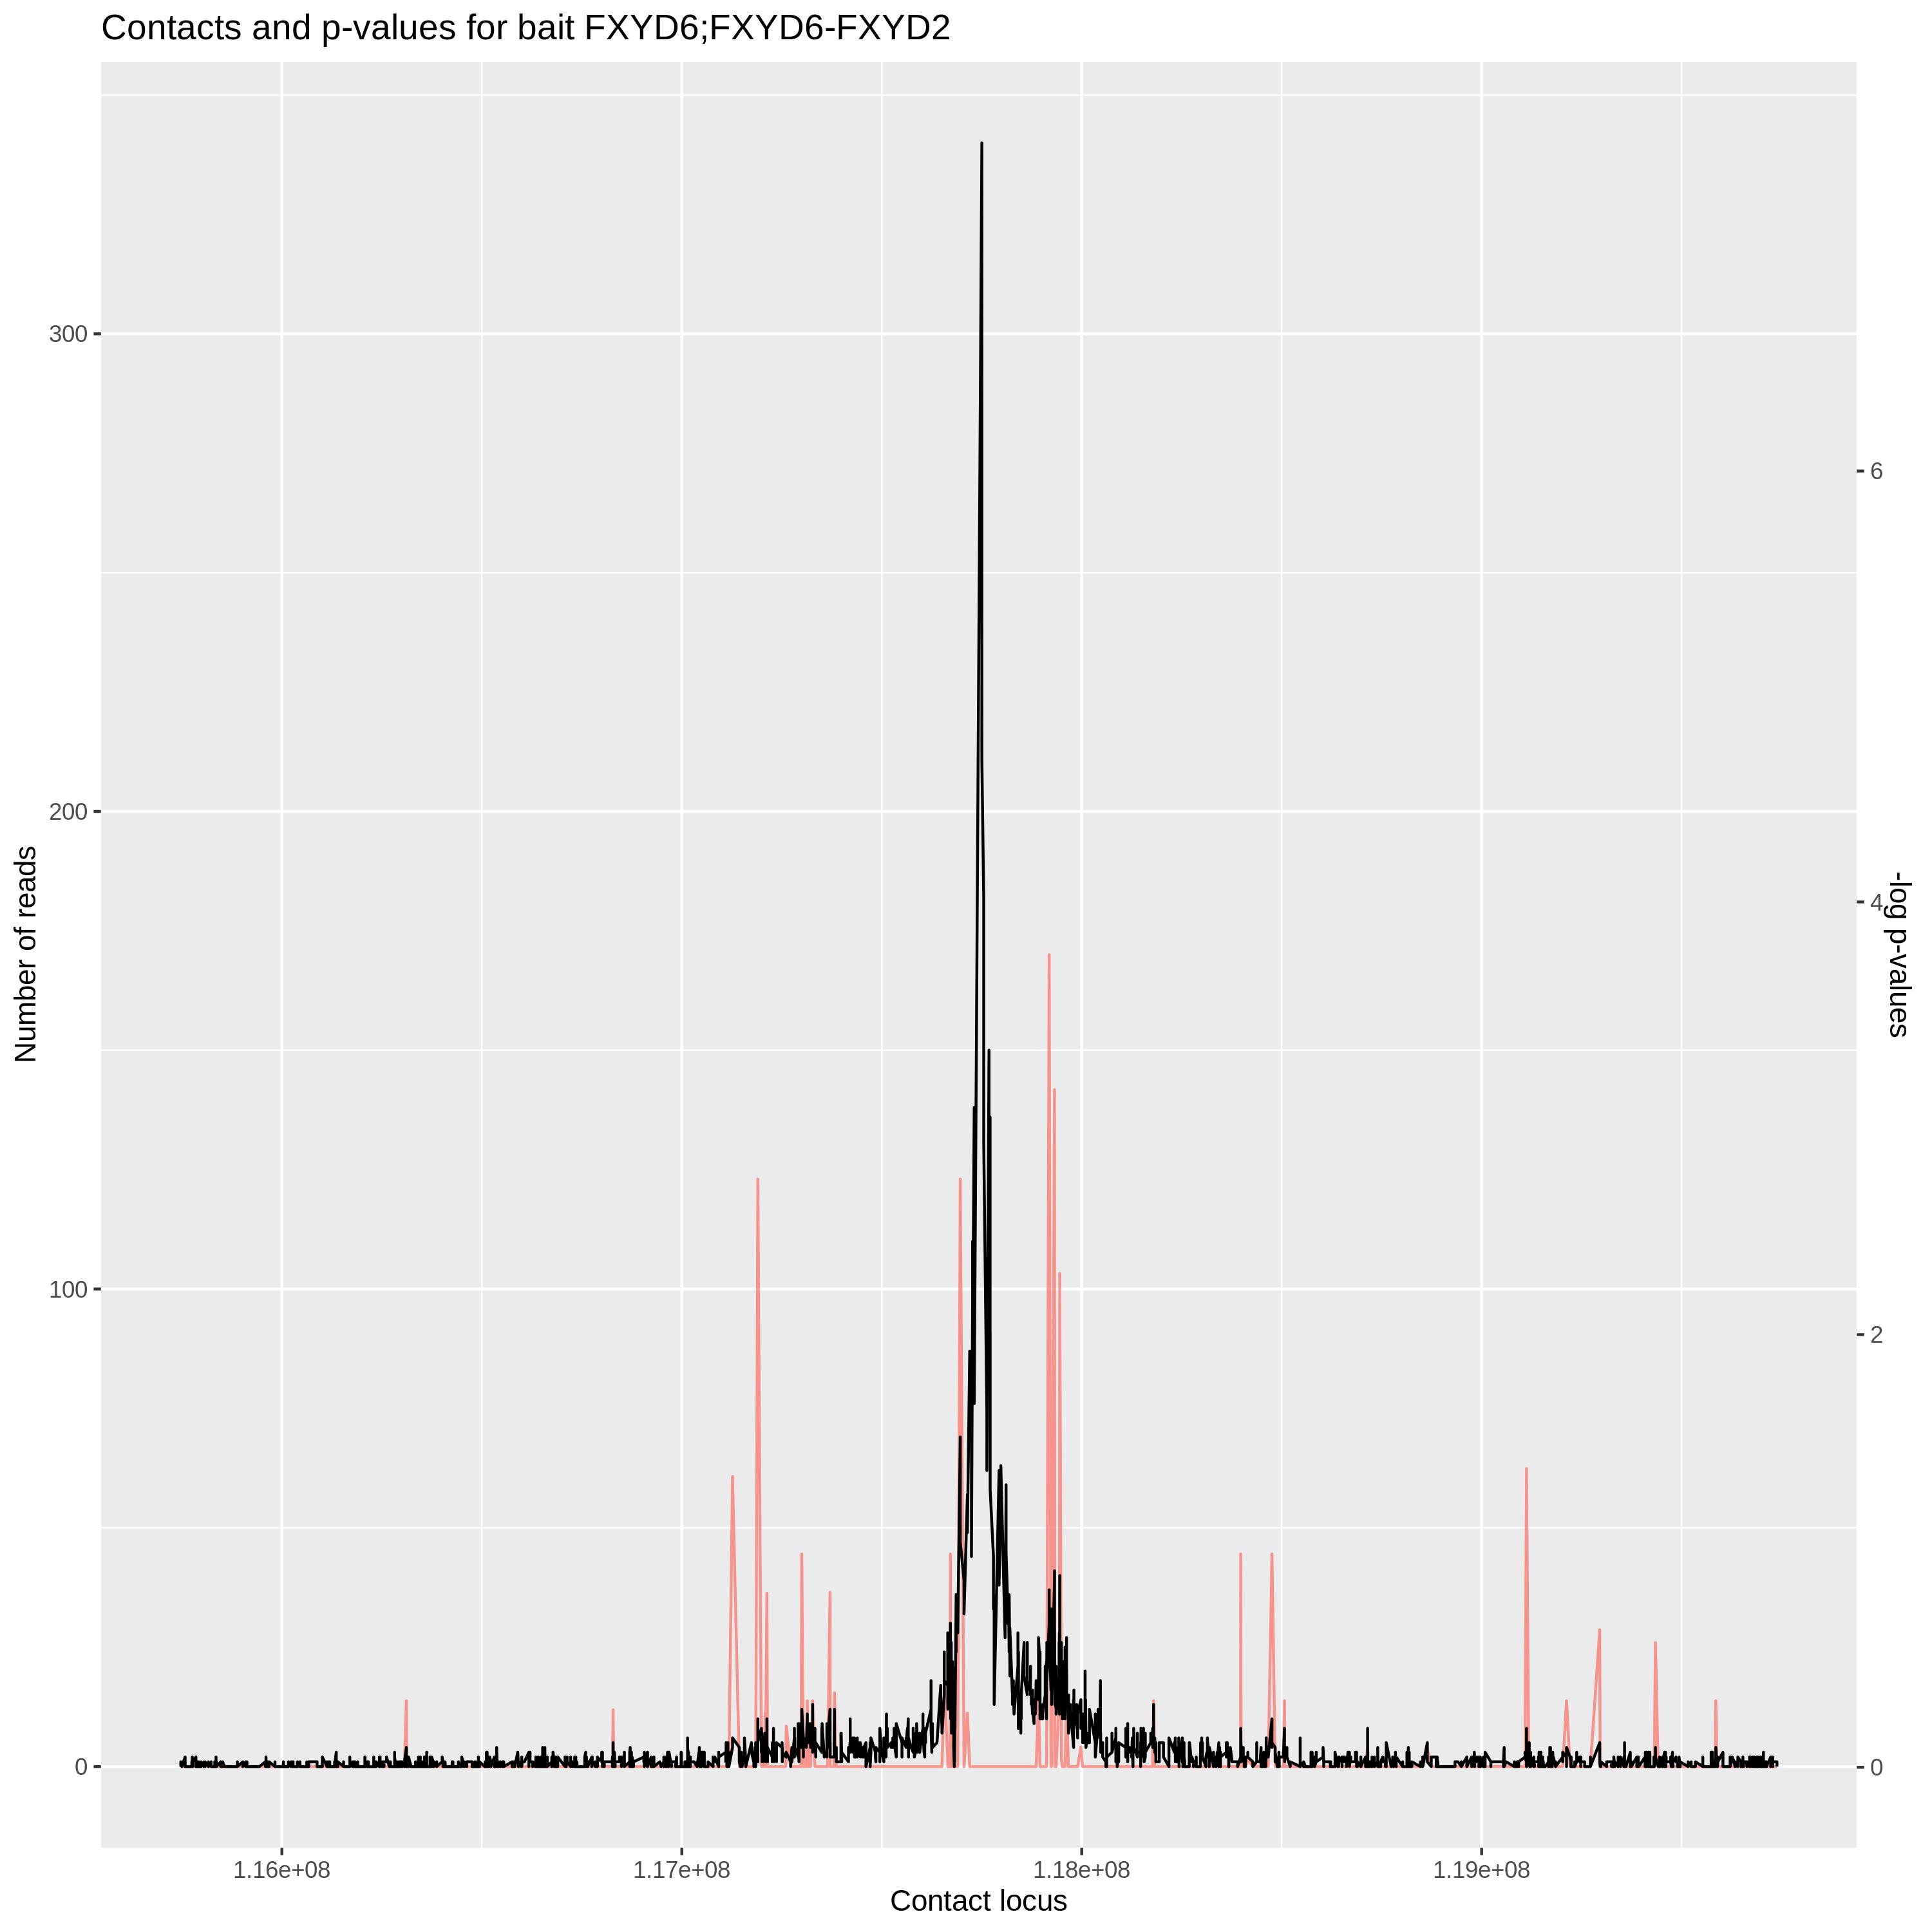 Contacts and p-values for bait FXYD6;FXYD6-FXYD2
300
200
100
0
Number of reads
6
4
2
0
-log p-values
1.16e+08
1.17e+08
1.18e+08
1.19e+08
Contact locus